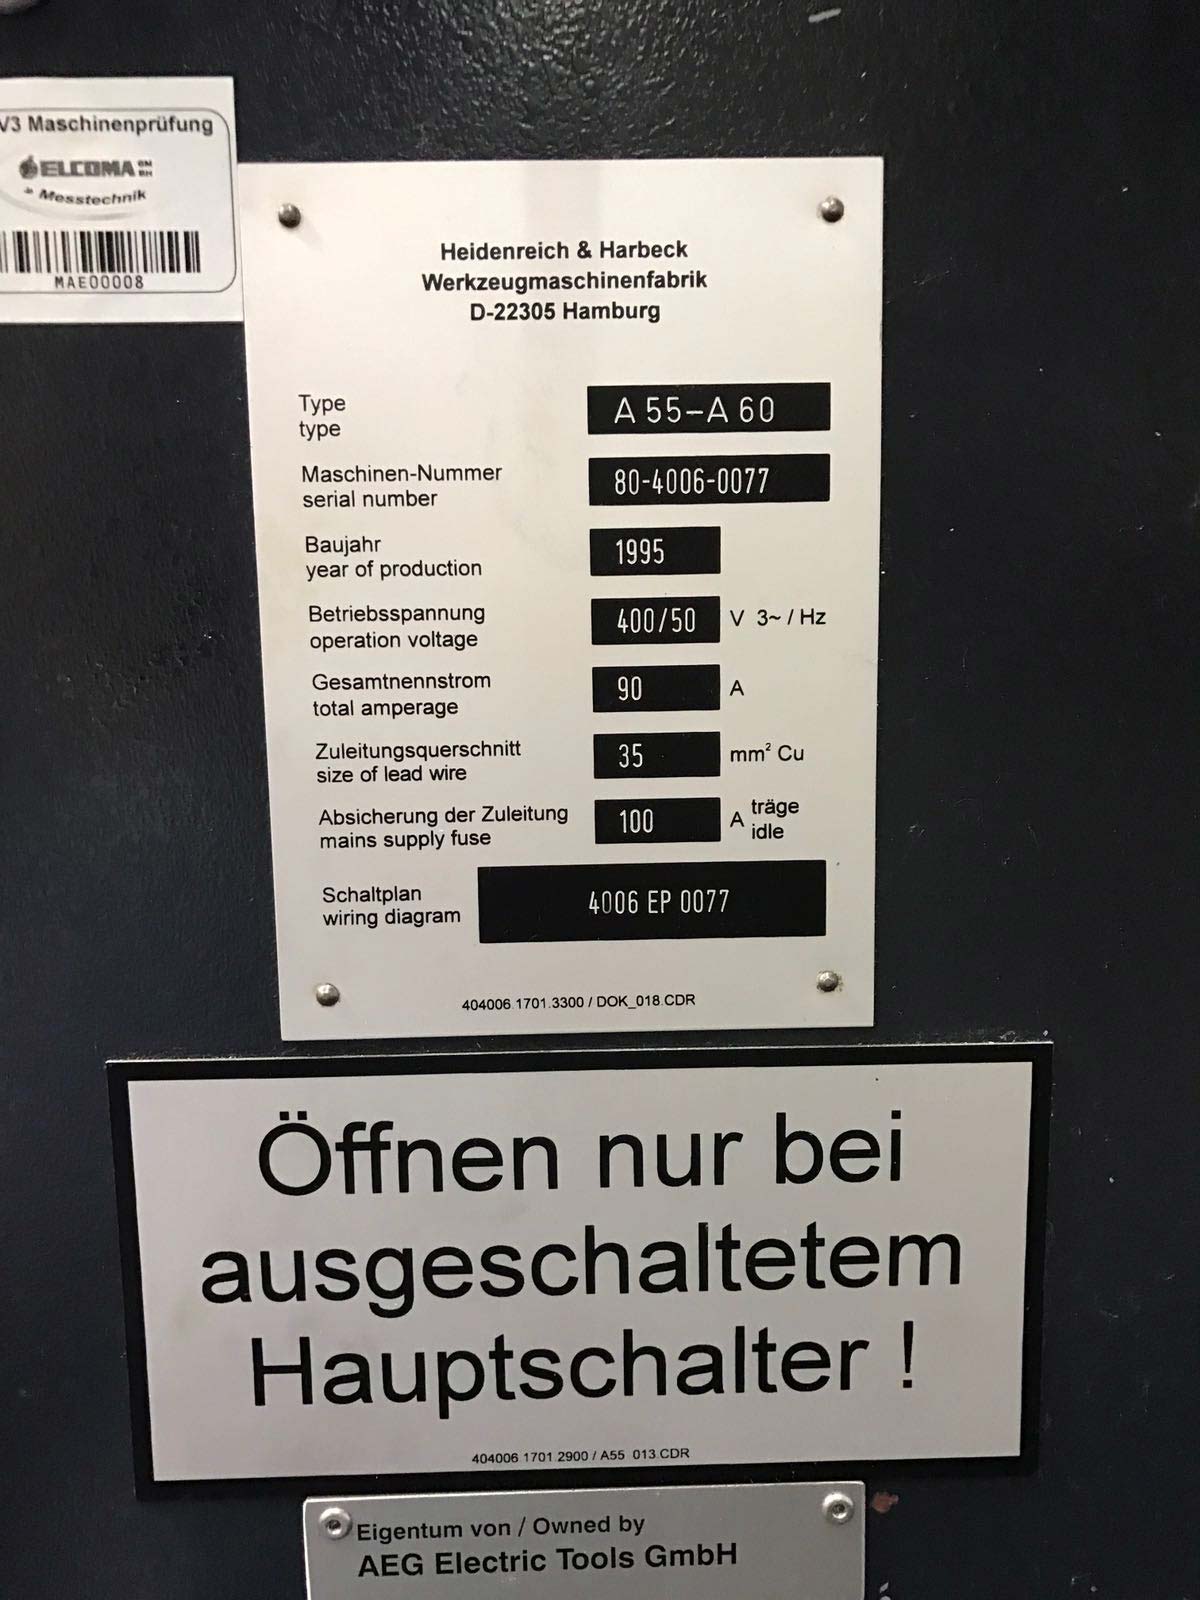 V3 Maschinenprüfung
ELCOMA GM BH
Messtechnik
MAE00008
Heidenreich & Harbeck
Werkzeugmaschinenfabrik
D-22305 Hamburg
Type A 55-A 60
type
Maschinen-Nummer 80-4006-0077
serial number
Baujahr 1995
year of production
Betriebsspannung 400/50 V 3~ / Hz
operation voltage
Gesamtnennstrom 90 A
total amperage
Zuleitungsquerschnitt 35 mm² Cu
size of lead wire
Absicherung der Zuleitung 100 A träge
mains supply fuse idle
Schaltplan 4006 EP 0077
wiring diagram
404006.1701.3300 / DOK_018.CDR
Öffnen nur bei
ausgeschaltetem
Hauptschalter !
404006.1701.2900 / A55_013.CDR
Eigentum von / Owned by
AEG Electric Tools GmbH